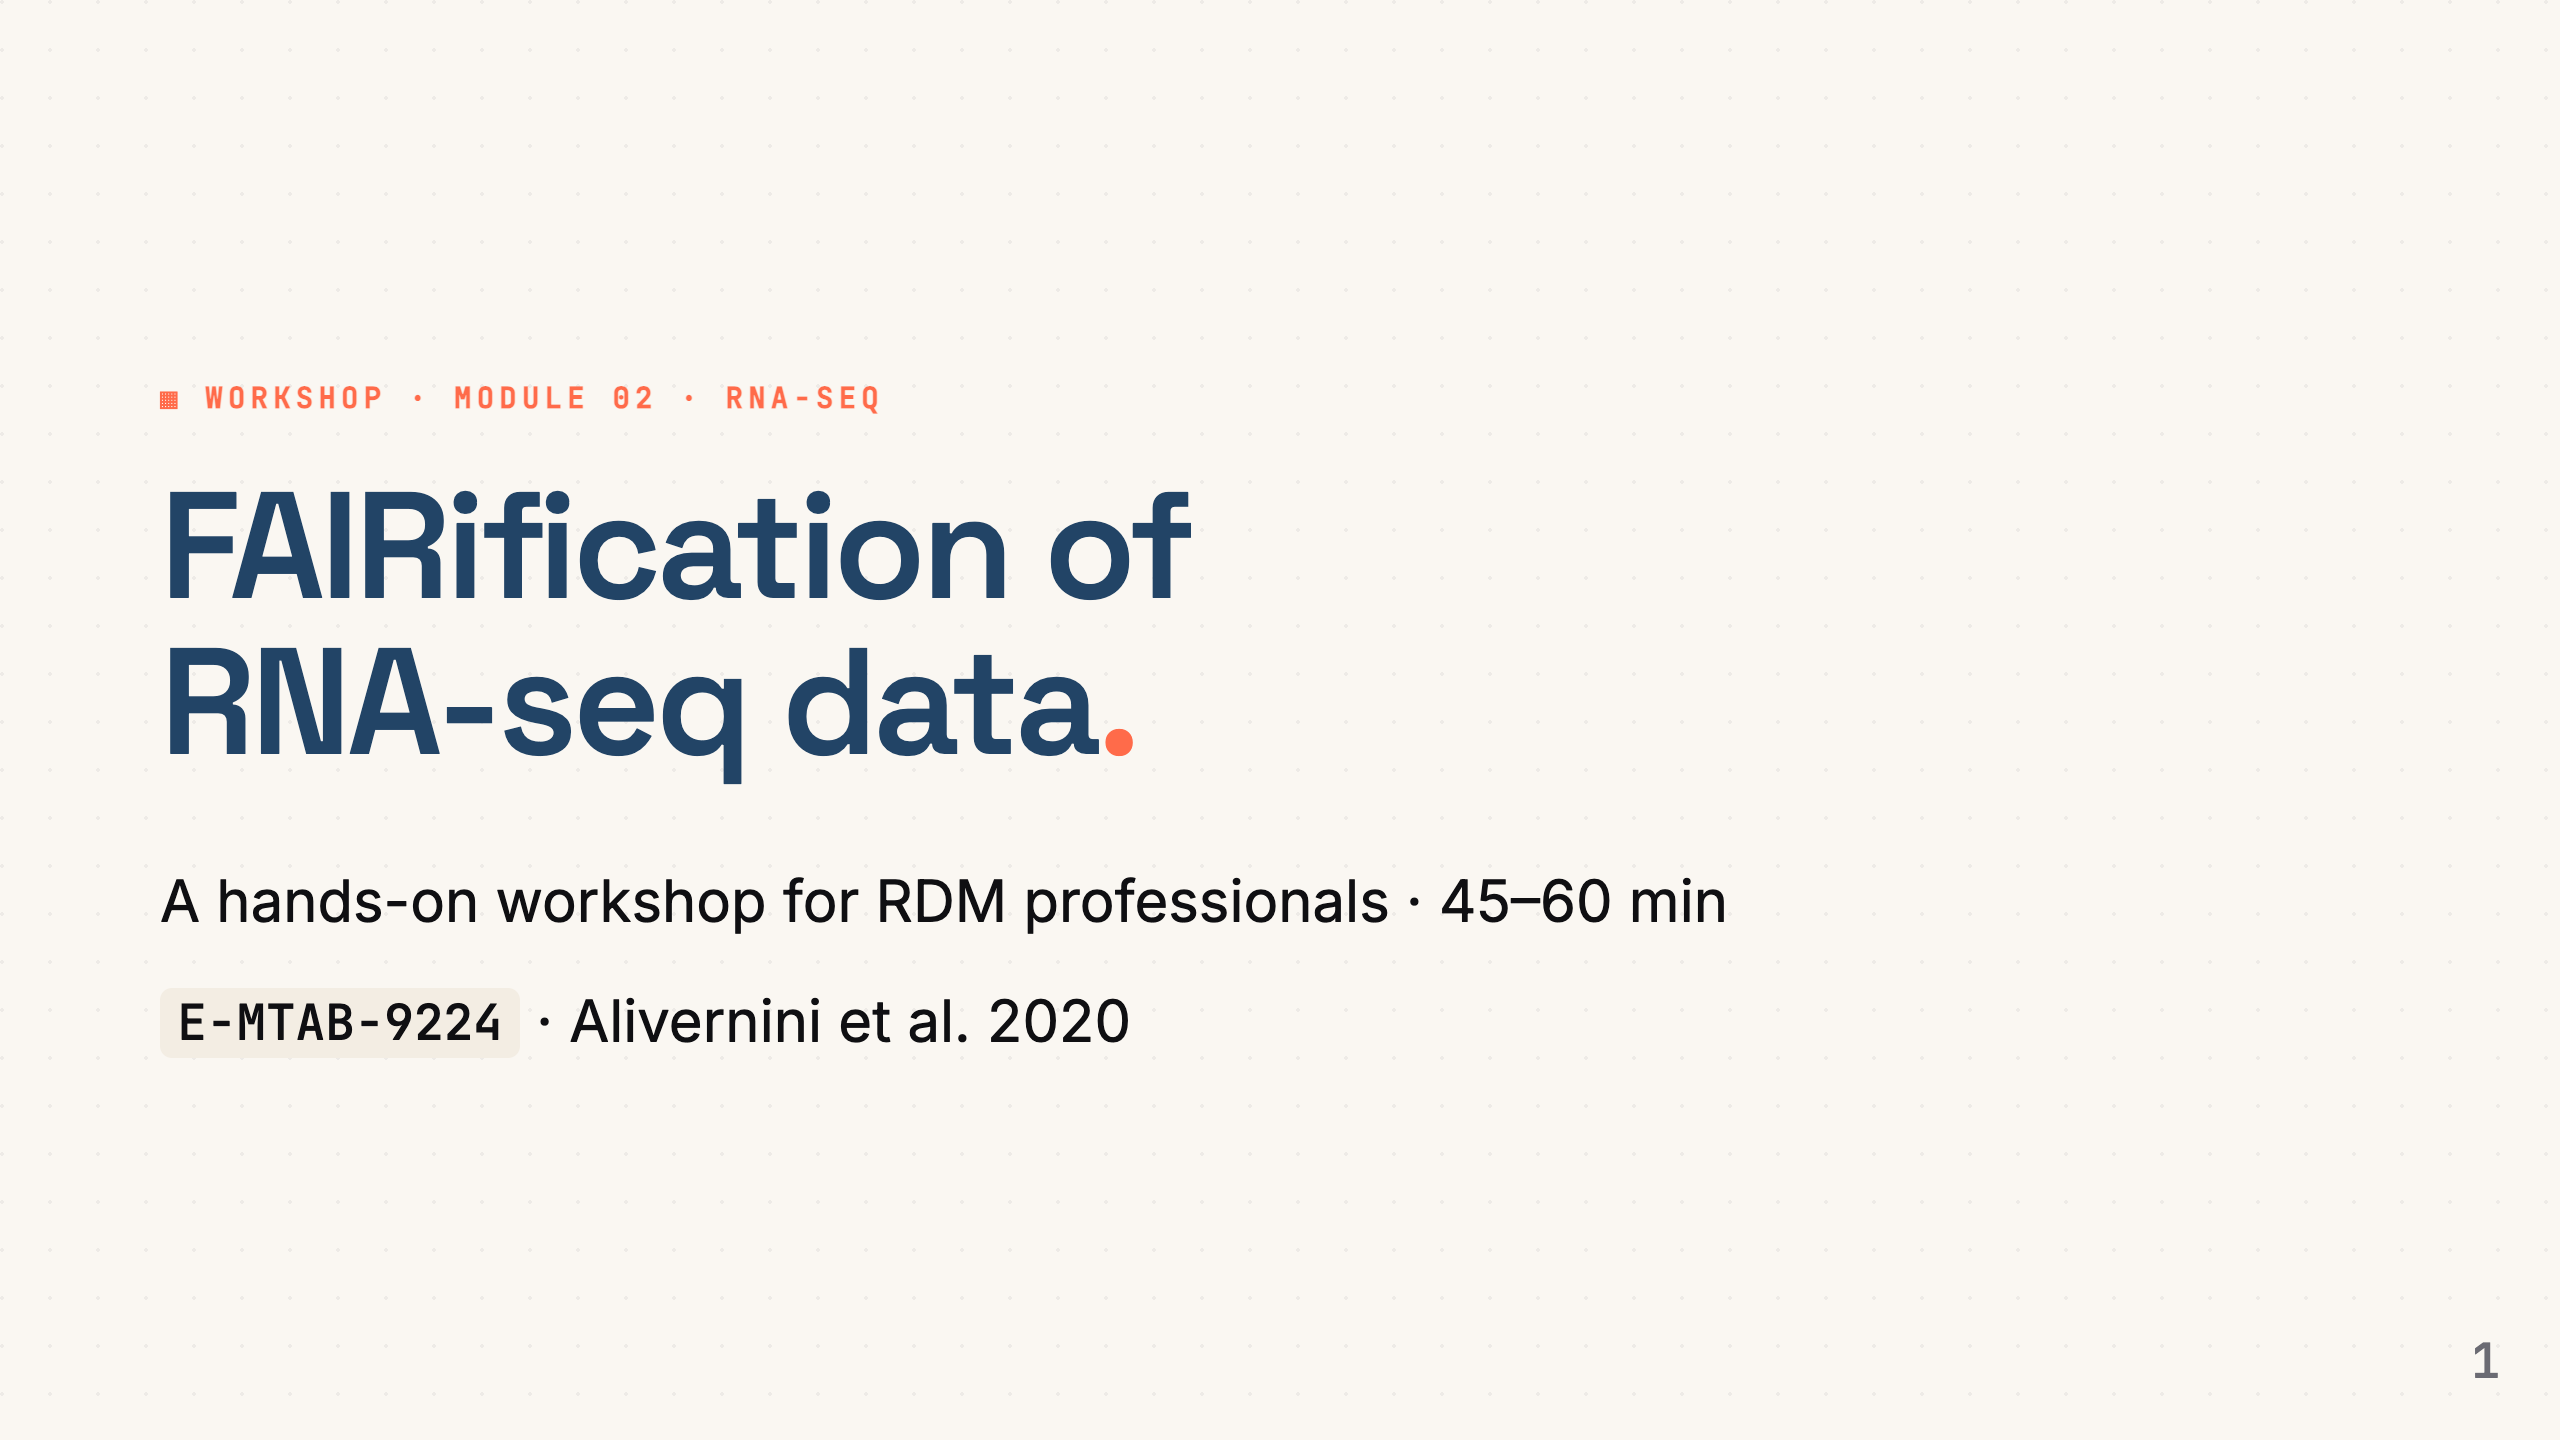 ▦ WORKSHOP · MODULE 02 · RNA-SEQ
FAIRification of
RNA-seq data.
A hands-on workshop for RDM professionals · 45–60 min
E-MTAB-9224 · Alivernini et al. 2020
1